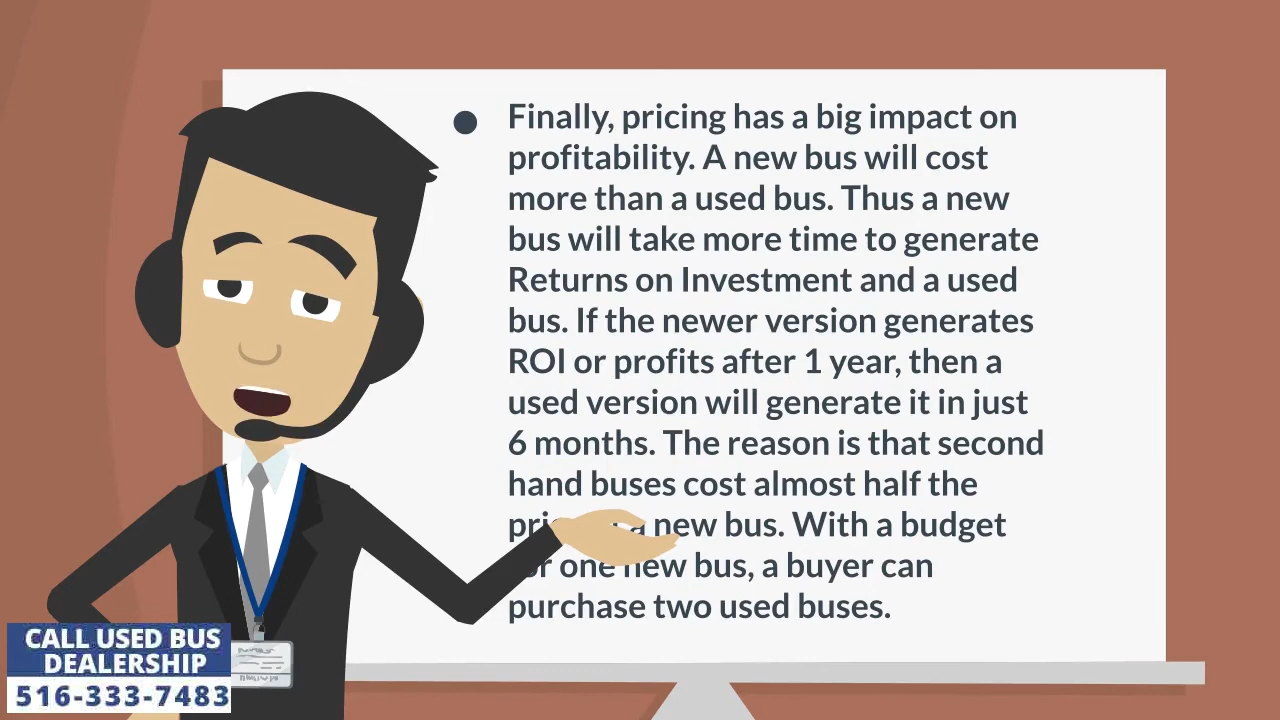 Finally, pricing has a big impact on
profitability. A new bus will cost
more than a used bus. Thus a new
bus will take more time to generate
Returns on Investment and a used
bus. If the newer version generates
ROI or profits after 1 year, then a
used version will generate it in just
6 months. The reason is that second
hand buses cost almost half the
a new bus. With a budget
one new bus, a buyer can
purchase two used buses.
CALL USED BUS
DEALERSHIP
516-333-7483